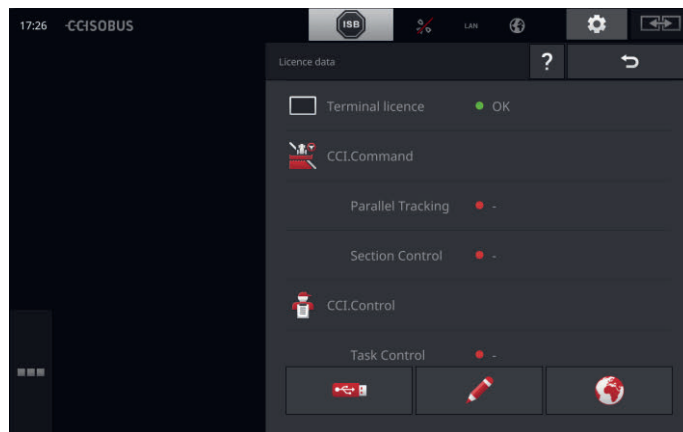 17:26 CCISOBUS ISB LAN
Licence data ?
Terminal licence OK
CCI.Command
Parallel Tracking -
Section Control -
CCI.Control
Task Control -